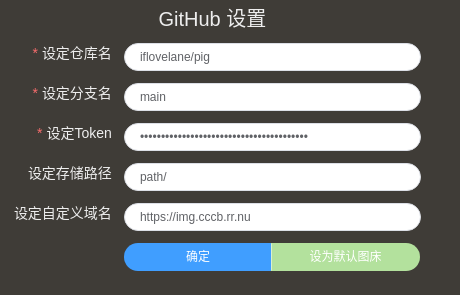 GitHub 设置
* 设定仓库名 iflovelane/pig
* 设定分支名 main
* 设定Token ••••••••••••••••••••••••••••••••••••••••
设定存储路径 path/
设定自定义域名 https://img.cccb.rr.nu
确定 设为默认图床